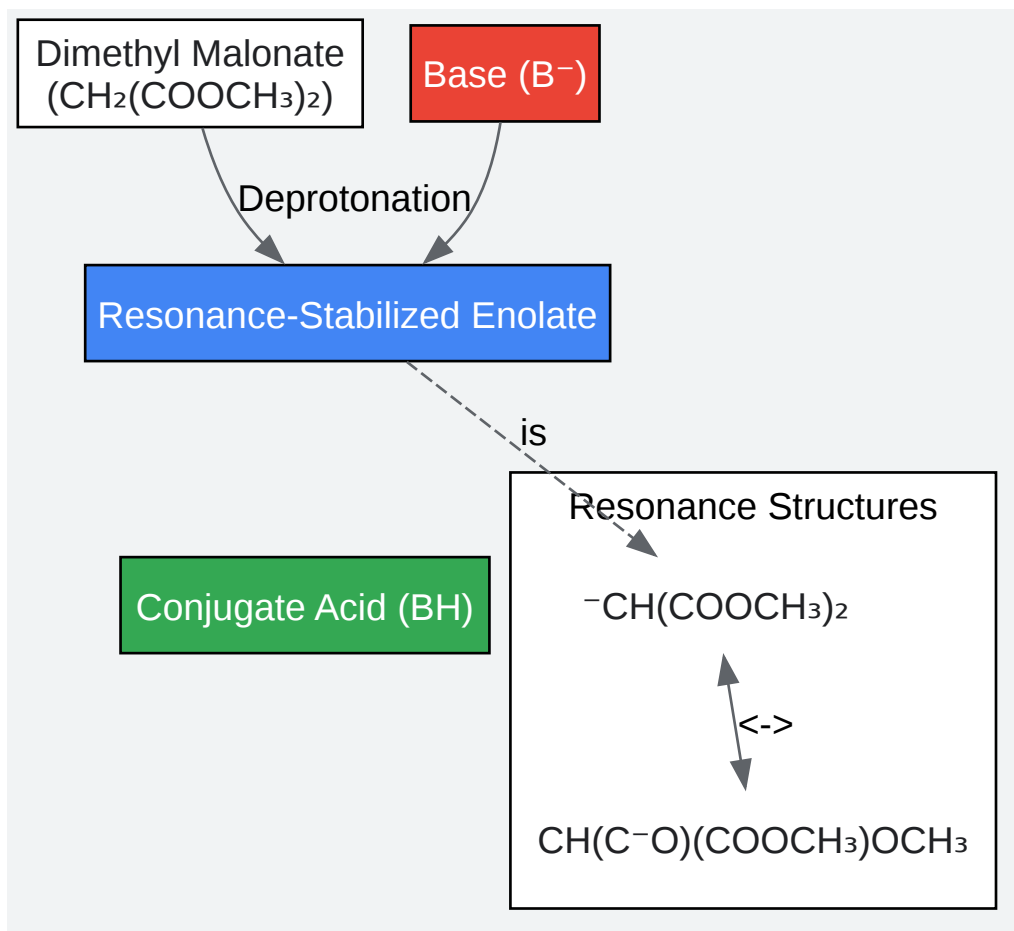 Dimethyl Malonate
(CH₂(COOCH₃)₂)
Base (B⁻)
Deprotonation
Resonance-Stabilized Enolate
is
Resonance Structures
Conjugate Acid (BH)
⁻CH(COOCH₃)₂
<->
CH(C⁻O)(COOCH₃)OCH₃